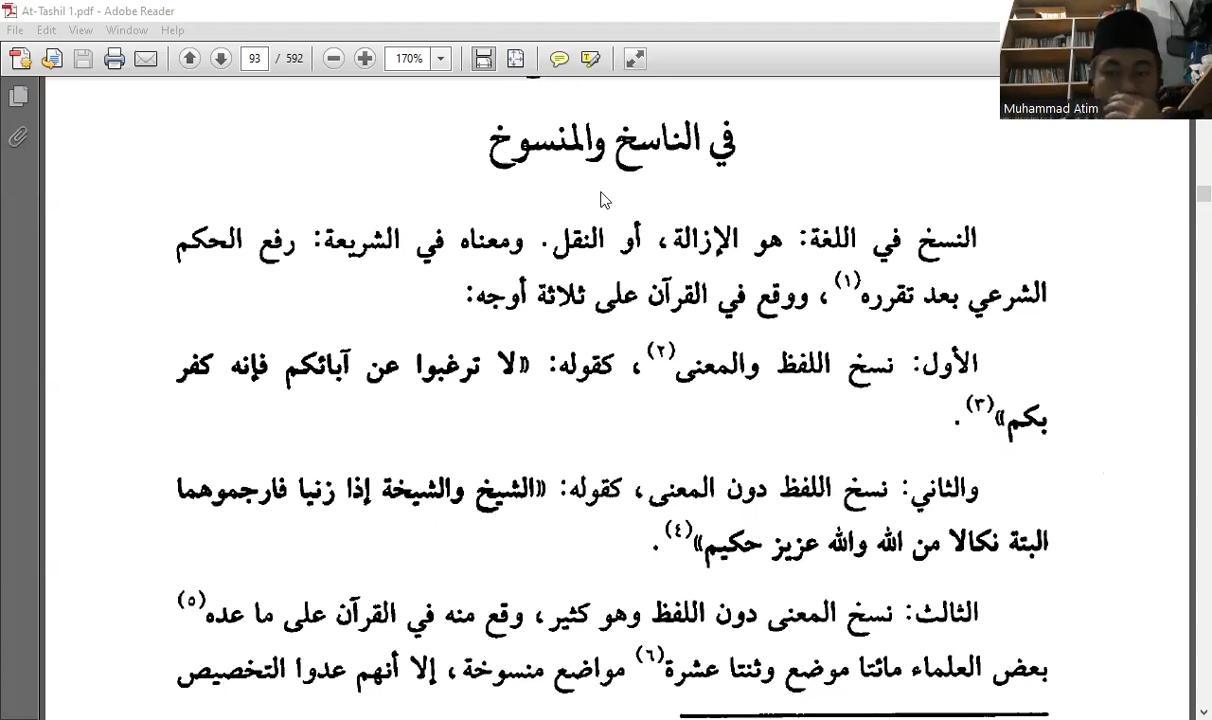 At-Tashil 1.pdf - Adobe Reader
File Edit View Window Help
93 / 592 170%
Muhammad Atim
في الناسخ والمنسوخ
النسخ في اللغة: هو الإزالة، أو النقل. ومعناه في الشريعة: رفع الحكم
الشرعي بعد تقرره(١)، ووقع في القرآن على ثلاثة أوجه:
الأول: نسخ اللفظ والمعنى(٢)، كقوله: «لا ترغبوا عن آبائكم فإنه كفر
بكم»(٣).
والثاني: نسخ اللفظ دون المعنى، كقوله: «الشيخ والشيخة إذا زنيا فارجموهما
البتة نكالا من الله والله عزيز حكيم»(٤).
الثالث: نسخ المعنى دون اللفظ وهو كثير، وقع منه في القرآن على ما عده(٥)
بعض العلماء مائتا موضع وثنتا عشرة(٦) مواضع منسوخة، إلا أنهم عدوا التخصيص